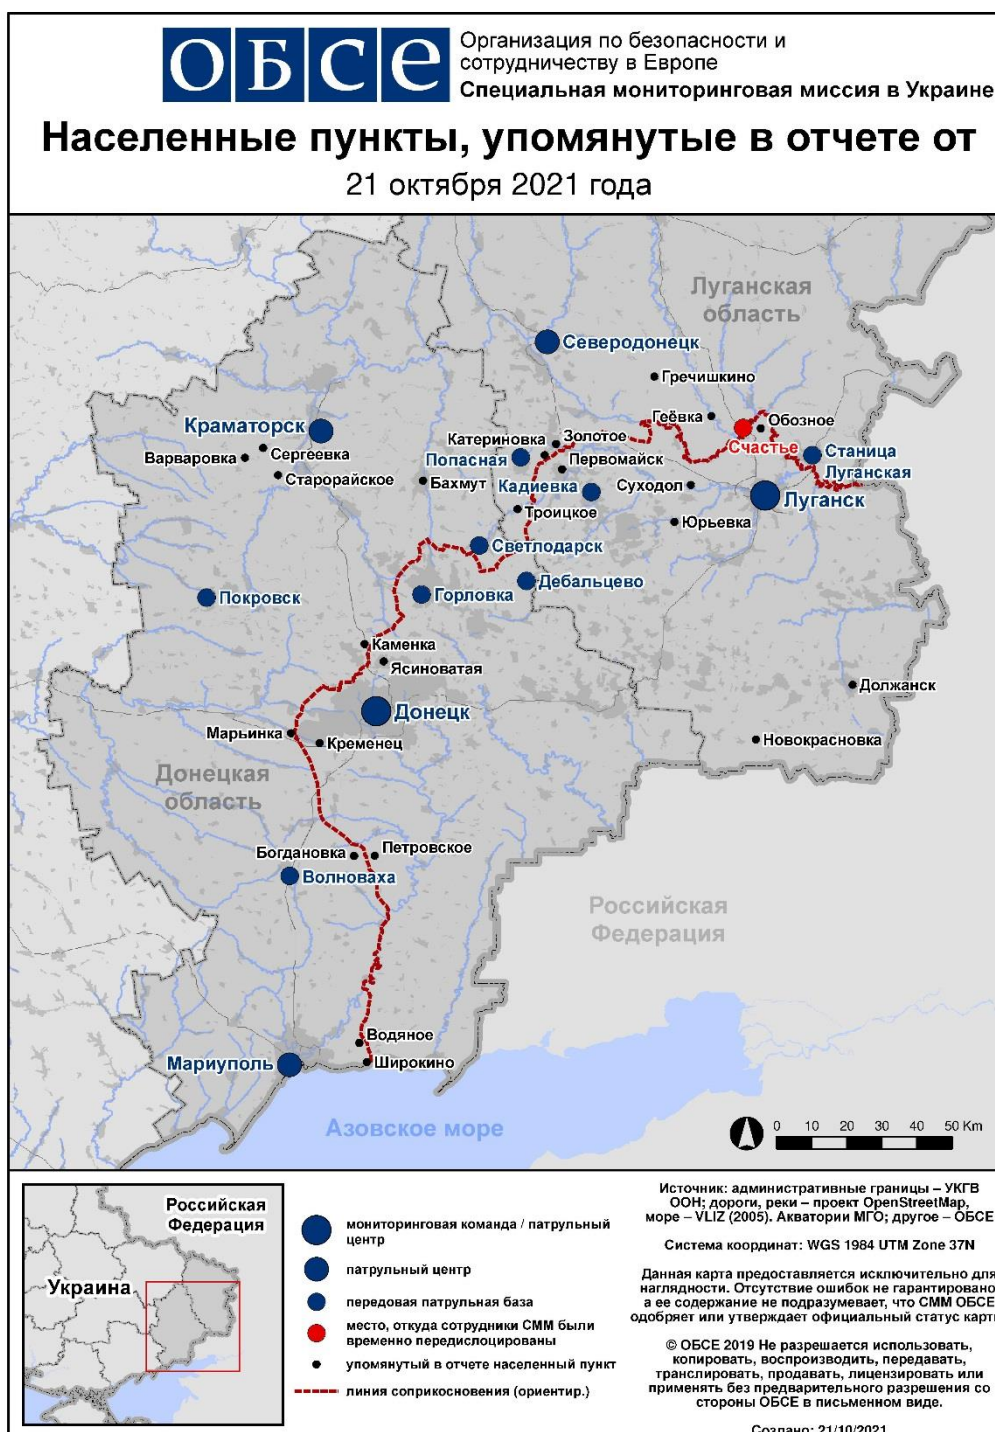 ОБСЕ
Организация по безопасности и
сотрудничеству в Европе
Специальная мониторинговая миссия в Украине
Населенные пункты, упомянутые в отчете от
21 октября 2021 года
Луганская
область
Северодонецк
Гречишкино
Геёвка
Обозное
Счастье
Краматорск
Катериновка
Золотое
Сергеевка
Варваровка
Попасная
Первомайск
Станица
Луганская
Старорайское
Бахмут
Кадиевка
Суходол
Луганск
Троицкое
Юрьевка
Светлодарск
Дебальцево
Покровск
Горловка
Каменка
Ясиноватая
Должанск
Донецк
Марьинка
Кременец
Новокрасновка
Донецкая
область
Богдановка
Петровское
Волноваха
Российская
Федерация
Водяное
Мариуполь
Широкино
Азовское море
0 10 20 30 40 50 Km
Российская
Федерация
Украина
мониторинговая команда / патрульный
центр
патрульный центр
передовая патрульная база
место, откуда сотрудники СММ были
временно передислоцированы
упомянутый в отчете населенный пункт
линия соприкосновения (ориентир.)
Источник: административные границы – УКГВ
ООН; дороги, реки – проект OpenStreetMap,
море – VLIZ (2005). Акватории МГО; другое – ОБСЕ
Система координат: WGS 1984 UTM Zone 37N
Данная карта предоставляется исключительно для
наглядности. Отсутствие ошибок не гарантировано,
а ее содержание не подразумевает, что СММ ОБСЕ
одобряет или утверждает официальный статус карты
© ОБСЕ 2019 Не разрешается использовать,
копировать, воспроизводить, передавать,
транслировать, продавать, лицензировать или
применять без предварительного разрешения со
стороны ОБСЕ в письменном виде.
Создано: 21/10/2021